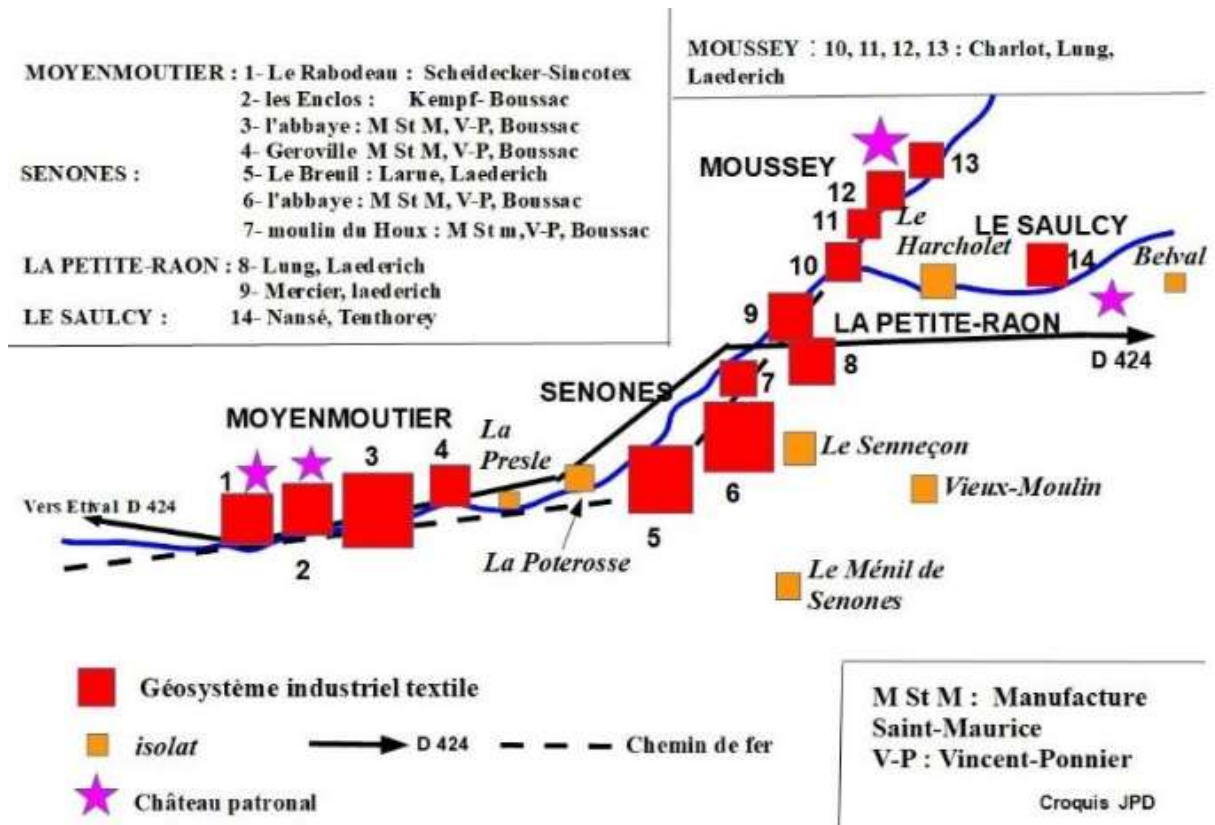 MOYENMOUTIER : 1- Le Rabodeau : Scheidecker-Sincotex
2- les Enclos : Kempf- Boussac
3- l'abbaye : M St M, V-P, Boussac
4- Geroville M St M, V-P, Boussac
SENONES : 5- Le Breuil : Larue, Laederich
6- l'abbaye : M St M, V-P, Boussac
7- moulin du Houx : M St m,V-P, Boussac
LA PETITE-RAON : 8- Lung, Laederich
9- Mercier, laederich
LE SAULCY : 14- Nansé, Tenthorey
MOUSSEY : 10, 11, 12, 13 : Charlot, Lung,
Laederich
MOUSSEY
13
12
11
Le
Harcholet
LE SAULCY
10
14
Belval
9
LA PETITE-RAON
8
D 424
7
SENONES
MOYENMOUTIER
La
Presle
Le Senneçon
1
3
4
6
Vieux-Moulin
Vers Etival D 424
5
2
La Poterosse
Le Ménil de
Senones
Géosystème industriel textile
isolat
D 424
Chemin de fer
Château patronal
M St M : Manufacture
Saint-Maurice
V-P : Vincent-Ponnier
Croquis JPD